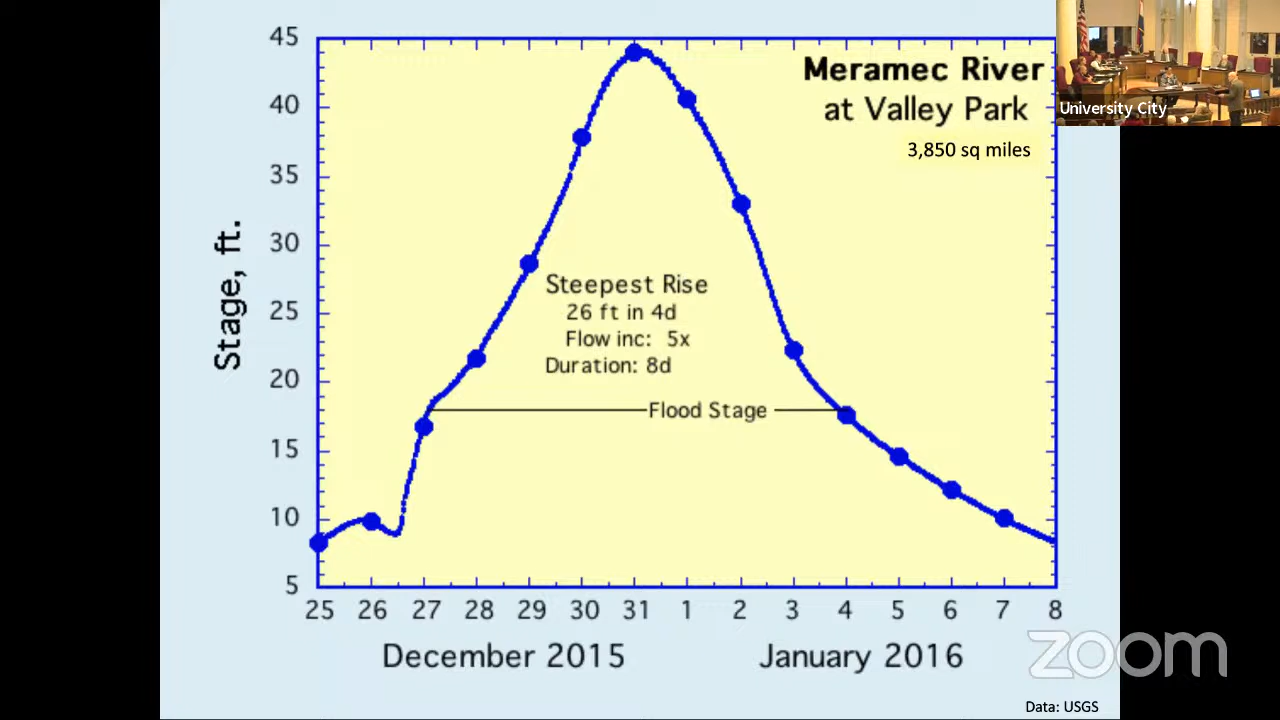 45
40
35
30
25
20
15
10
5
Stage, ft.
Meramec River
at Valley Park
3,850 sq miles
Steepest Rise
26 ft in 4d
Flow inc: 5x
Duration: 8d
Flood Stage
25 26 27 28 29 30 31 1 2 3 4 5 6 7 8
December 2015 January 2016
University City
zoom
Data: USGS